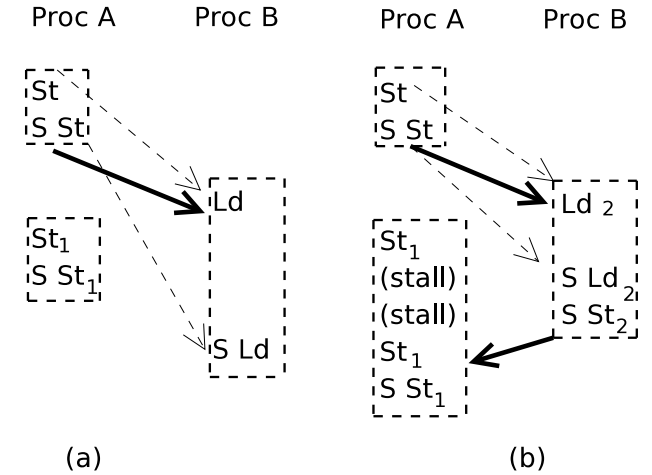 Proc A
Proc B
St
S St
Ld
St1
S St1
S Ld
(a)
Proc A
Proc B
St
S St
Ld 2
St1
(stall)
(stall)
St1
S St1
S Ld2
S St2
(b)